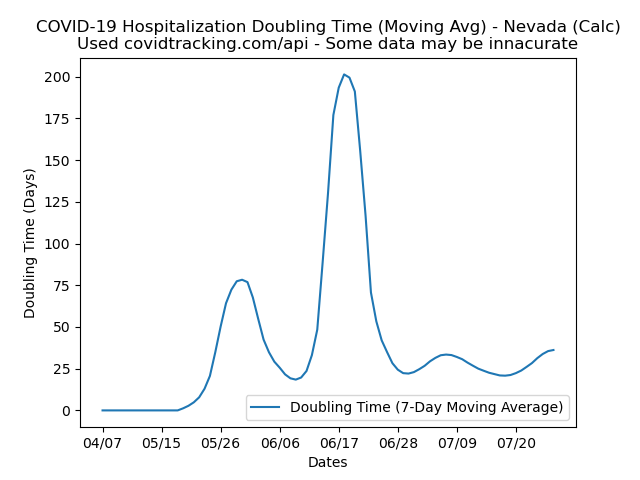 COVID-19 Hospitalization Doubling Time (Moving Avg) - Nevada (Calc)
Used covidtracking.com/api - Some data may be innacurate
200
175
150
125
100
75
50
25
0
Doubling Time (Days)
Doubling Time (7-Day Moving Average)
04/07 05/15 05/26 06/06 06/17 06/28 07/09 07/20
Dates